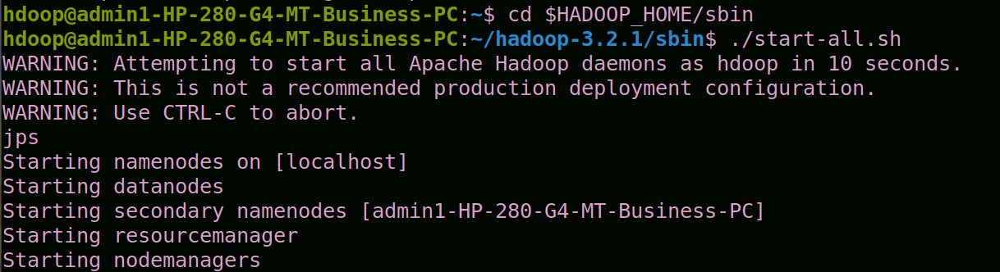 hdoop@admin1-HP-280-G4-MT-Business-PC:~$ cd $HADOOP_HOME/sbin
hdoop@admin1-HP-280-G4-MT-Business-PC:~/hadoop-3.2.1/sbin$ ./start-all.sh
WARNING: Attempting to start all Apache Hadoop daemons as hdoop in 10 seconds.
WARNING: This is not a recommended production deployment configuration.
WARNING: Use CTRL-C to abort.
jps
Starting namenodes on [localhost]
Starting datanodes
Starting secondary namenodes [admin1-HP-280-G4-MT-Business-PC]
Starting resourcemanager
Starting nodemanagers